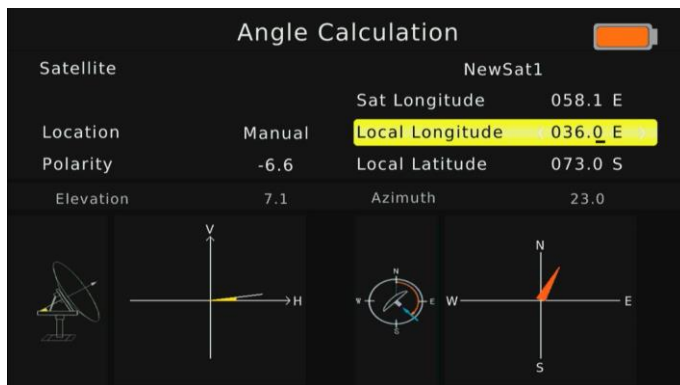 Angle Calculation
Satellite NewSat1
Sat Longitude 058.1 E
Location Manual Local Longitude 036.0 E
Polarity -6.6 Local Latitude 073.0 S
Elevation 7.1 Azimuth 23.0
V
H
N
W E
S
N
W E
S